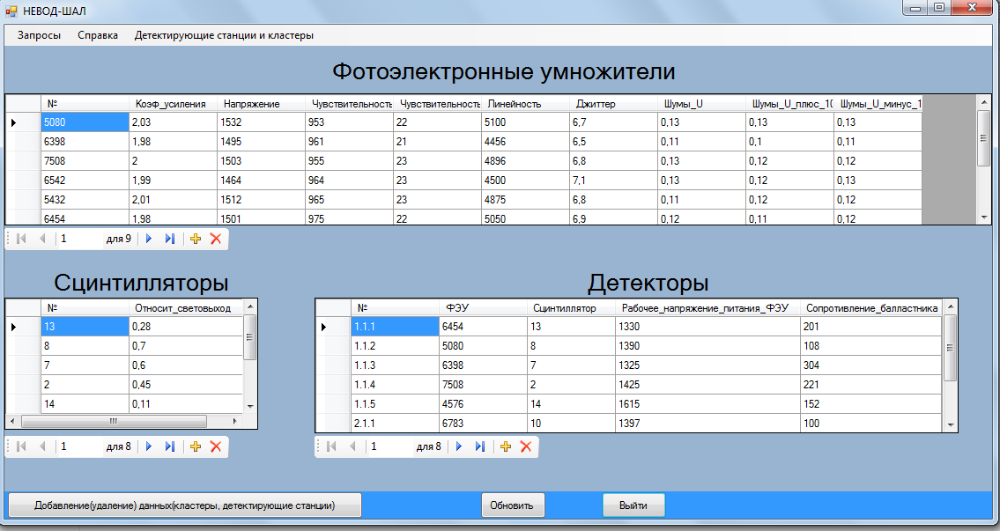 НЕВОД-ШАЛ
Запросы Справка Детектирующие станции и кластеры
Фотоэлектронные умножители
№ Коэф_усиления Напряжение Чувствительность Чувствительность Линейность Джиттер Шумы_U Шумы_U_плюс_10 Шумы_U_минус_1
5080 2,03 1532 953 22 5100 6,7 0,13 0,13 0,13
6398 1,98 1495 961 21 4456 6,5 0,11 0,1 0,11
7508 2 1503 955 23 4896 6,8 0,13 0,12 0,12
6542 1,99 1464 964 23 4500 7,1 0,13 0,12 0,13
5432 2,01 1512 965 23 4875 6,8 0,11 0,12 0,12
6454 1,98 1501 975 22 5050 6,9 0,12 0,11 0,12
1 для 9
Сцинтилляторы
№ Относит_световыход
13 0,28
8 0,7
7 0,6
2 0,45
14 0,11
1 для 8
Детекторы
№ ФЭУ Сцинтиллятор Рабочее_напряжение_питания_ФЭУ Сопротивление_балластника
1.1.1 6454 13 1330 201
1.1.2 5080 8 1390 108
1.1.3 6398 7 1325 304
1.1.4 7508 2 1425 221
1.1.5 4576 14 1615 152
2.1.1 6783 10 1397 100
1 для 8
Добавление(удаление) данных(кластеры, детектирующие станции) Обновить Выйти